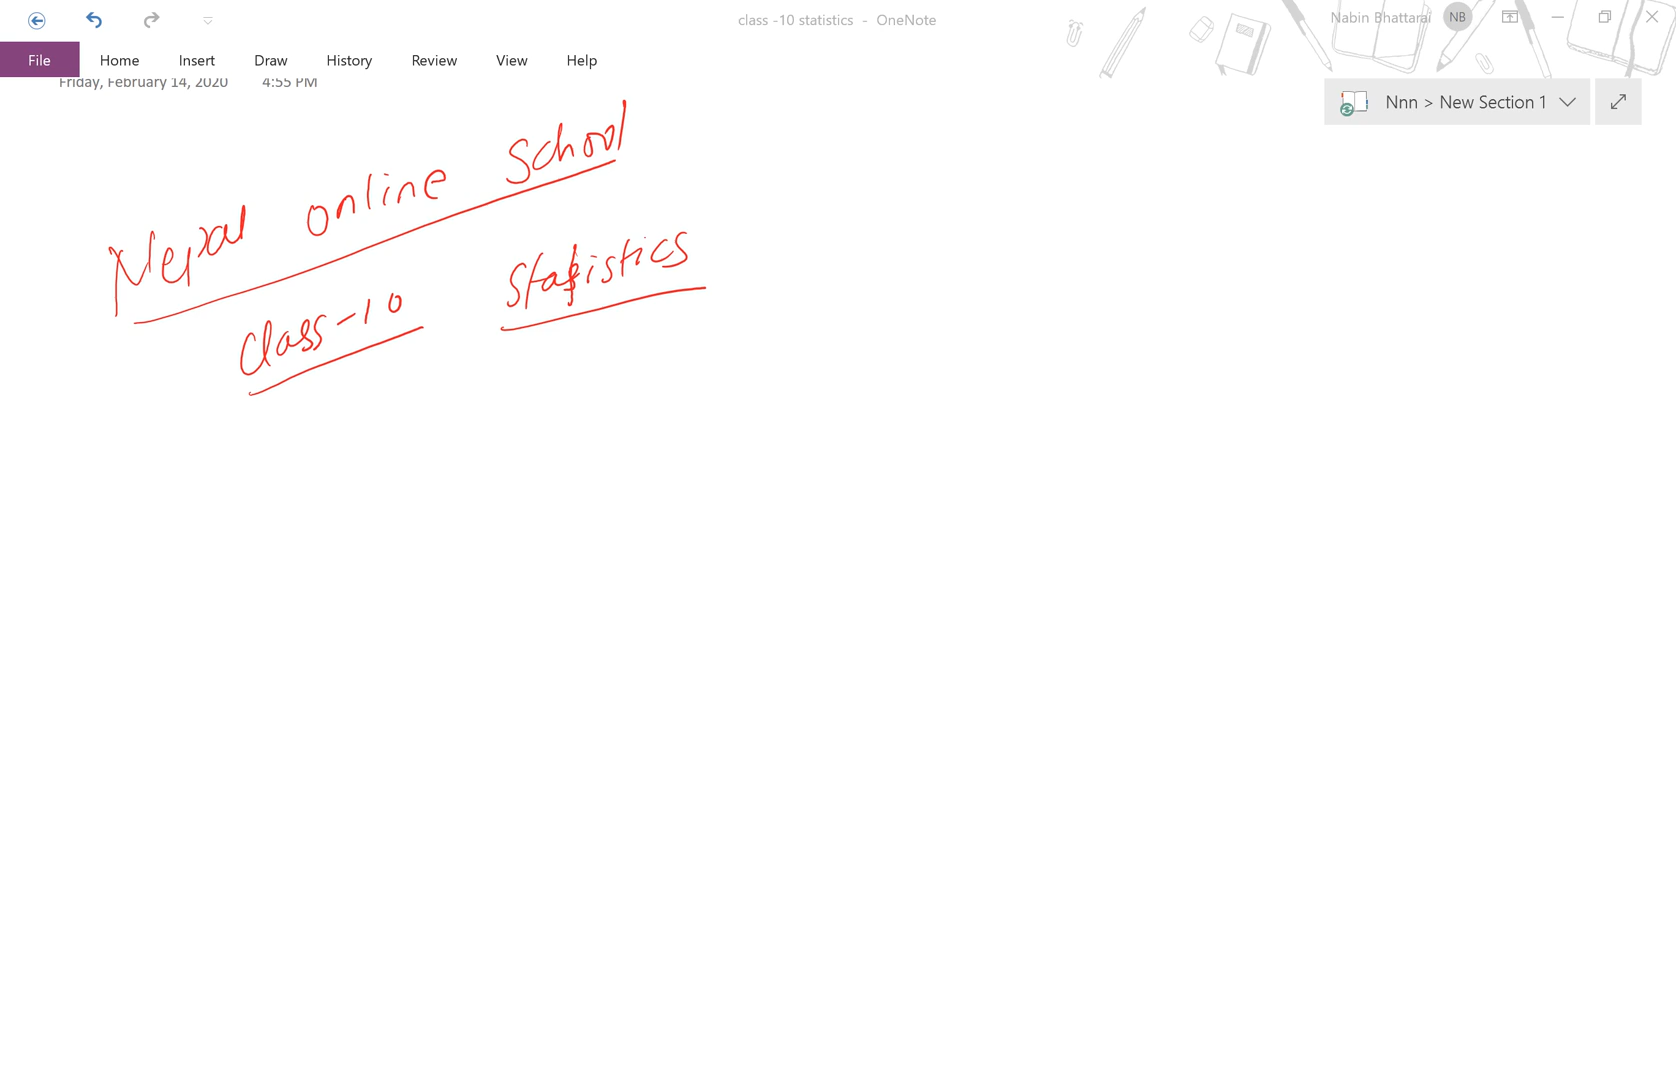 class -10 statistics - OneNote
Nabin Bhattarai NB
File Home Insert Draw History Review View Help
Friday, February 14, 2020 4:55 PM
Nnn > New Section 1
Nepal online School
Class-10 Statistics